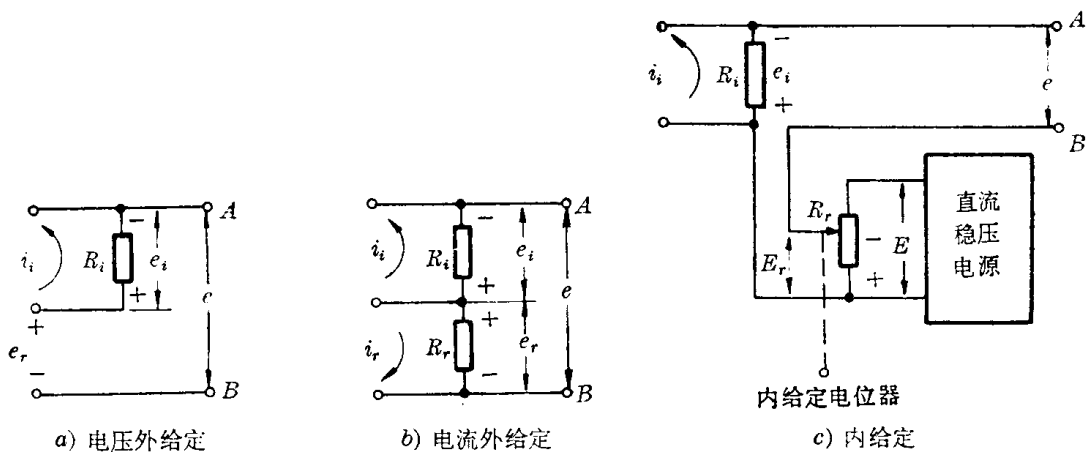 A
i_i
R_i
−
e_i
+
e
B
+
e_r
−
a) 电压外给定
A
i_i
R_i
−
+
e_i
e
i_r
R_r
+
−
e_r
B
b) 电流外给定
A
i_i
R_i
−
e_i
+
e
B
R_r
−
+
E_r
E
直流
稳压
电源
内给定电位器
c) 内给定